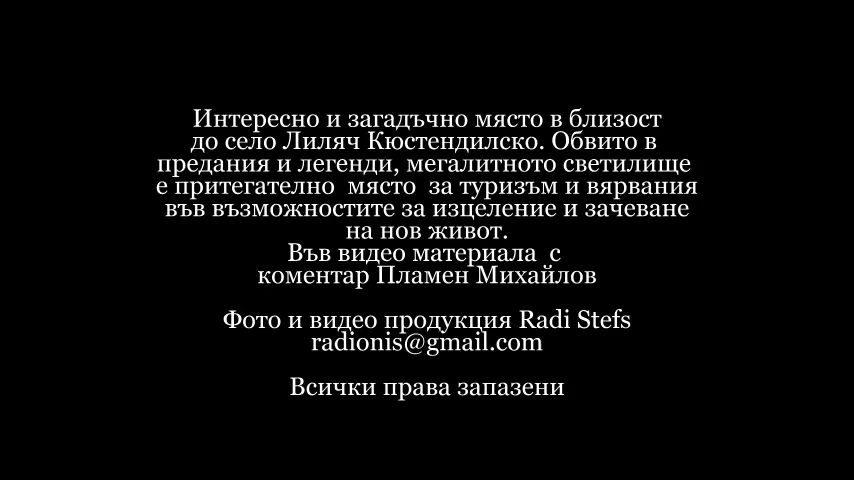 Интересно и загадъчно място в близост
до село Лиляч Кюстендилско. Обвито в
предания и легенди, мегалитното светилище
е притегателно място за туризъм и вярвания
във възможностите за изцеление и зачеване
на нов живот.
Във видео материала с
коментар Пламен Михайлов
Фото и видео продукция Radi Stefs
radionis@gmail.com
Всички права запазени